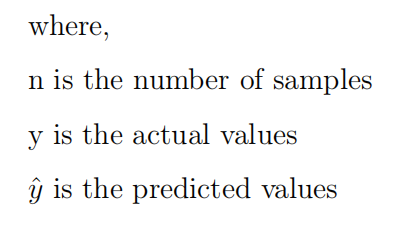 where,
n is the number of samples
y is the actual values
ŷ is the predicted values